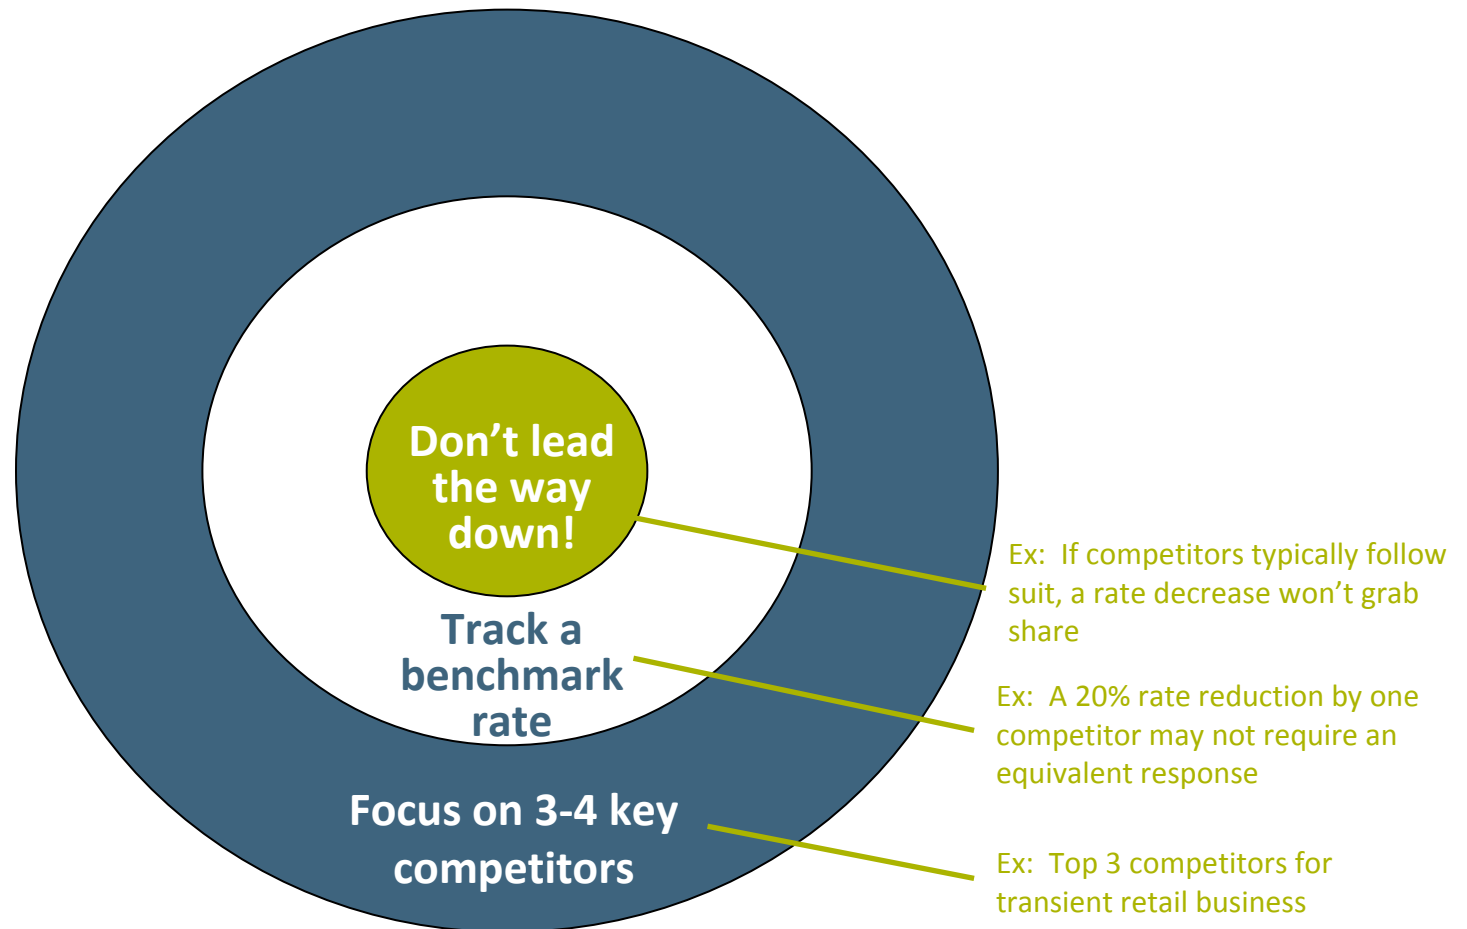 Don’t lead
the way
down!
Ex:  If competitors typically follow
suit, a rate decrease won’t grab
share
Track a
benchmark
rate
Ex:  A 20% rate reduction by one
competitor may not require an
equivalent response
Focus on 3-4 key
competitors
Ex:  Top 3 competitors for
transient retail business